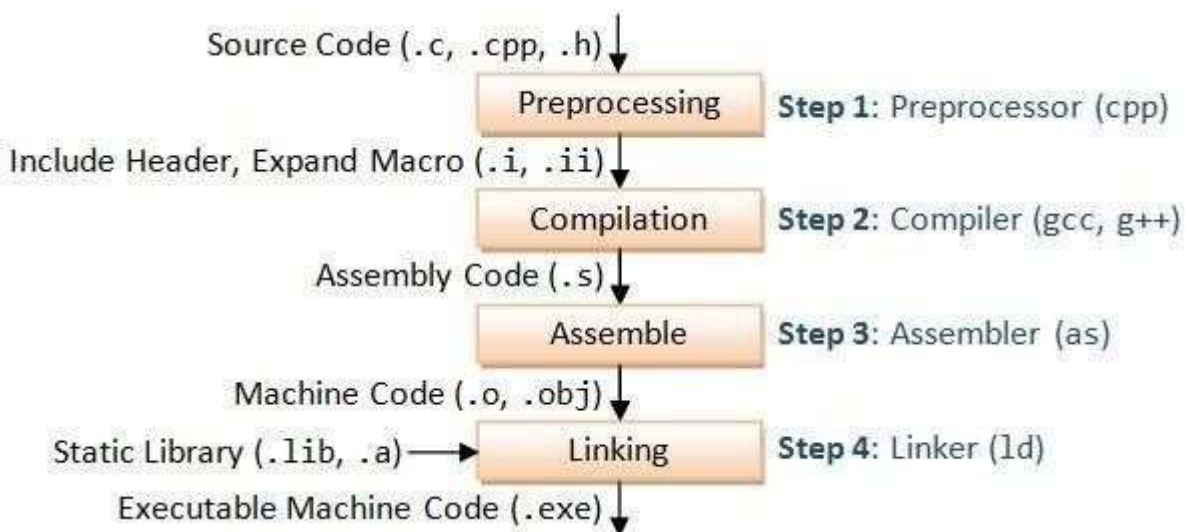 Source Code (.c, .cpp, .h)
Preprocessing
Step 1: Preprocessor (cpp)
Include Header, Expand Macro (.i, .ii)
Compilation
Step 2: Compiler (gcc, g++)
Assembly Code (.s)
Assemble
Step 3: Assembler (as)
Machine Code (.o, .obj)
Static Library (.lib, .a)
Linking
Step 4: Linker (ld)
Executable Machine Code (.exe)